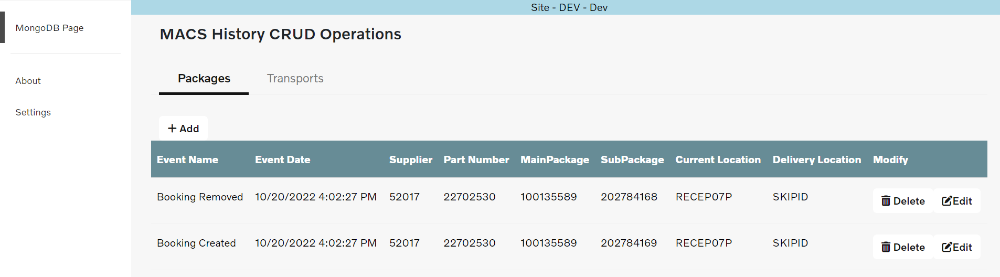 Site - DEV - Dev
MongoDB Page
About
Settings
MACS History CRUD Operations
Packages Transports
+ Add
Event Name Event Date Supplier Part Number MainPackage SubPackage Current Location Delivery Location Modify
Booking Removed 10/20/2022 4:02:27 PM 52017 22702530 100135589 202784168 RECEP07P SKIPID Delete Edit
Booking Created 10/20/2022 4:02:27 PM 52017 22702530 100135589 202784169 RECEP07P SKIPID Delete Edit